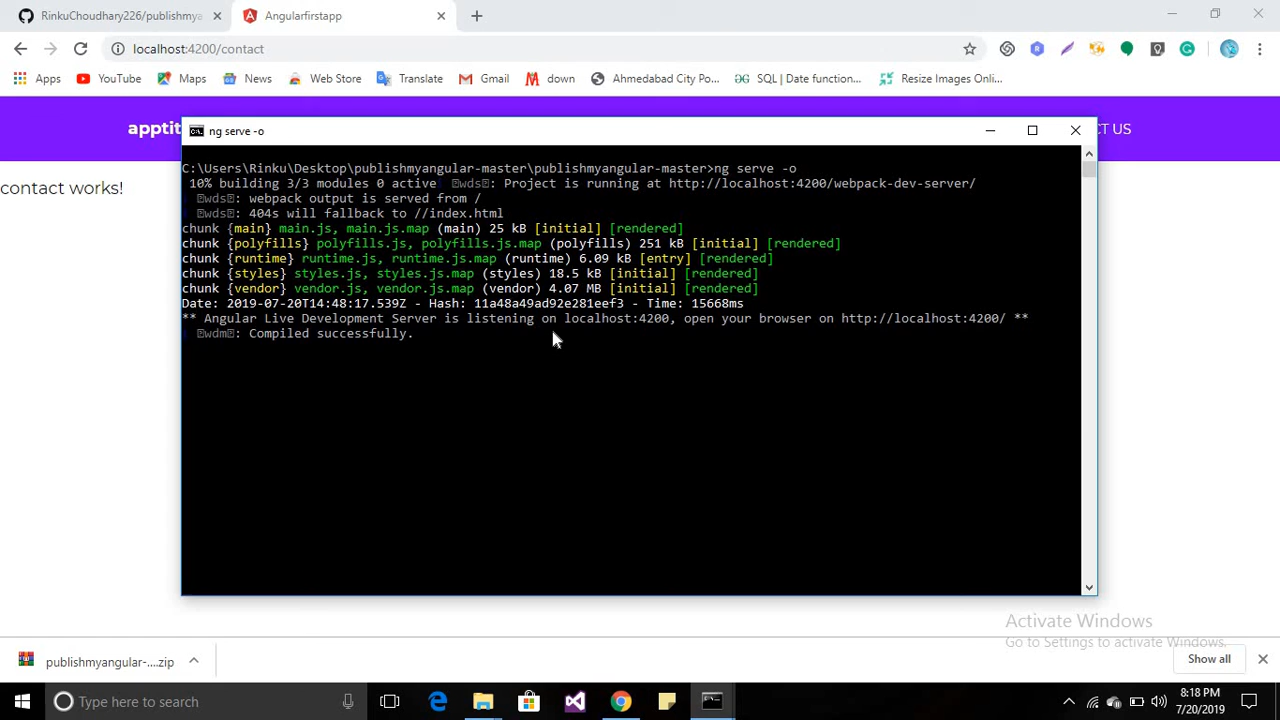 RinkuChoudhary226/publishmya
Angularfirstapp
localhost:4200/contact
Apps
YouTube
Maps
News
Web Store
Translate
Gmail
down
Ahmedabad City Po...
SQL | Date function...
Resize Images Onli...
apptit
CT US
contact works!
ng serve -o
C:\Users\Rinku\Desktop\publishmyangular-master\publishmyangular-master>ng serve -o
10% building 3/3 modules 0 active ｢wds｣: Project is running at http://localhost:4200/webpack-dev-server/
｢wds｣: webpack output is served from /
｢wds｣: 404s will fallback to //index.html
chunk {main} main.js, main.js.map (main) 25 kB [initial] [rendered]
chunk {polyfills} polyfills.js, polyfills.js.map (polyfills) 251 kB [initial] [rendered]
chunk {runtime} runtime.js, runtime.js.map (runtime) 6.09 kB [entry] [rendered]
chunk {styles} styles.js, styles.js.map (styles) 18.5 kB [initial] [rendered]
chunk {vendor} vendor.js, vendor.js.map (vendor) 4.07 MB [initial] [rendered]
Date: 2019-07-20T14:48:17.539Z - Hash: 11a48a49ad92e281eef3 - Time: 15668ms
** Angular Live Development Server is listening on localhost:4200, open your browser on http://localhost:4200/ **
｢wdm｣: Compiled successfully.
Activate Windows
Go to Settings to activate Windows.
publishmyangular-....zip
Show all
Type here to search
8:18 PM
7/20/2019